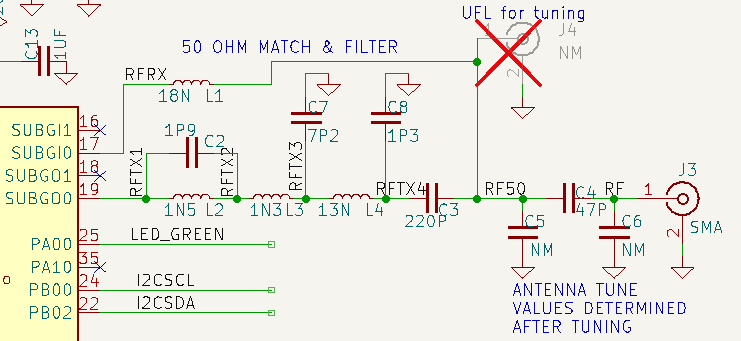 UFL for tuning
J4
1
NM
2
50 OHM MATCH & FILTER
C13
1UF
RFRX
18N L1
C7
7P2
C8
1P3
SUBGI1 16
SUBGI0 17
SUBGO1 18
SUBGO0 19
1P9
C2
RFTX1
RFTX2
RFTX3
RFTX4
1N5 L2
1N3 L3
13N L4
220P C3
RF50
C4
47P
RF
1
J3
SMA
2
C5
NM
C6
NM
PA00 25 LED_GREEN
PA10 35
PB00 24 I2CSCL
PB02 22 I2CSDA
ANTENNA TUNE
VALUES DETERMINED
AFTER TUNING